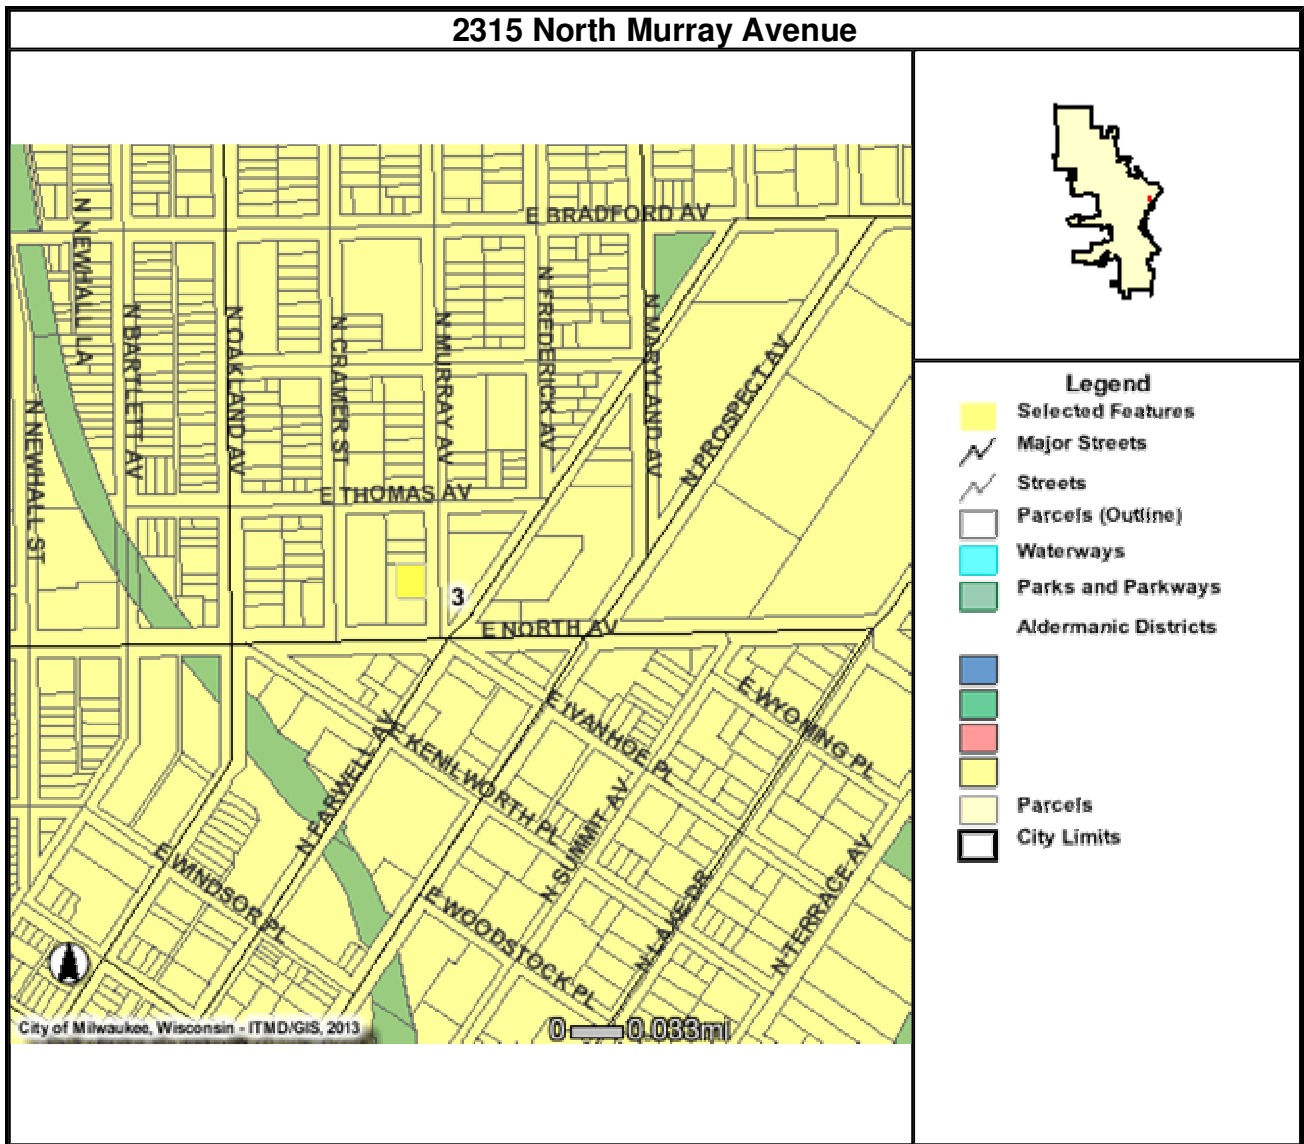 2315 North Murray Avenue
E BRADFORD AV
N NEWHALL LA
N BARTLETT AV
N OAKLAND AV
N CRAMER ST
N MURRAY AV
N FREDERICK AV
N MARYLAND AV
N PROSPECT AV
N NEWHALL ST
E THOMAS AV
3
E NORTH AV
E IVANHOE PL
E WYOMING PL
E KENILWORTH PL
N FARWELL AV
N SUMMIT AV
E WINDSOR PL
E WOODSTOCK PL
N LAKE DR
N TERRACE AV
City of Milwaukee, Wisconsin - ITMD/GIS, 2013
0 0.033mi
Legend
Selected Features
Major Streets
Streets
Parcels (Outline)
Waterways
Parks and Parkways
Aldermanic Districts
Parcels
City Limits